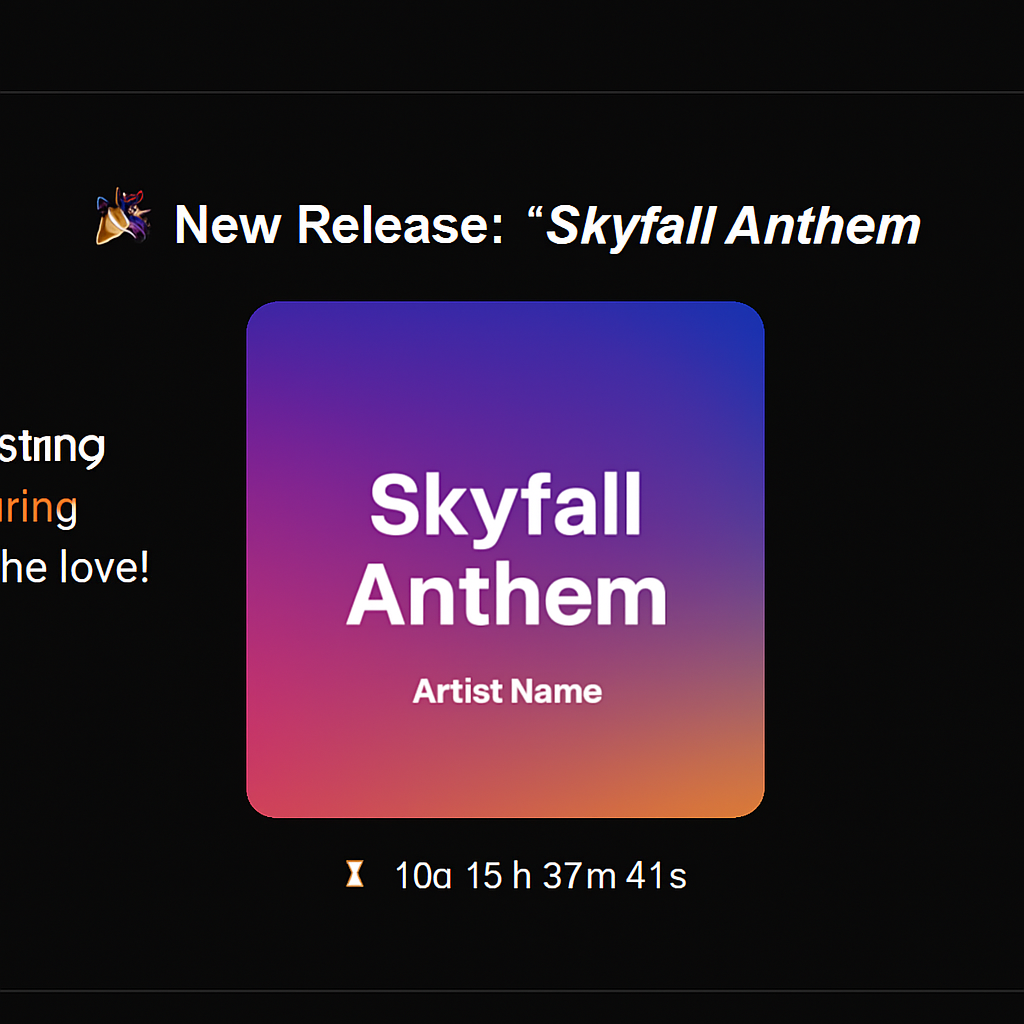 🎉 New Release: “Skyfall Anthem
string
uring
he love!
Skyfall
Anthem
Artist Name
⌛ 10a 15 h 37m 41s